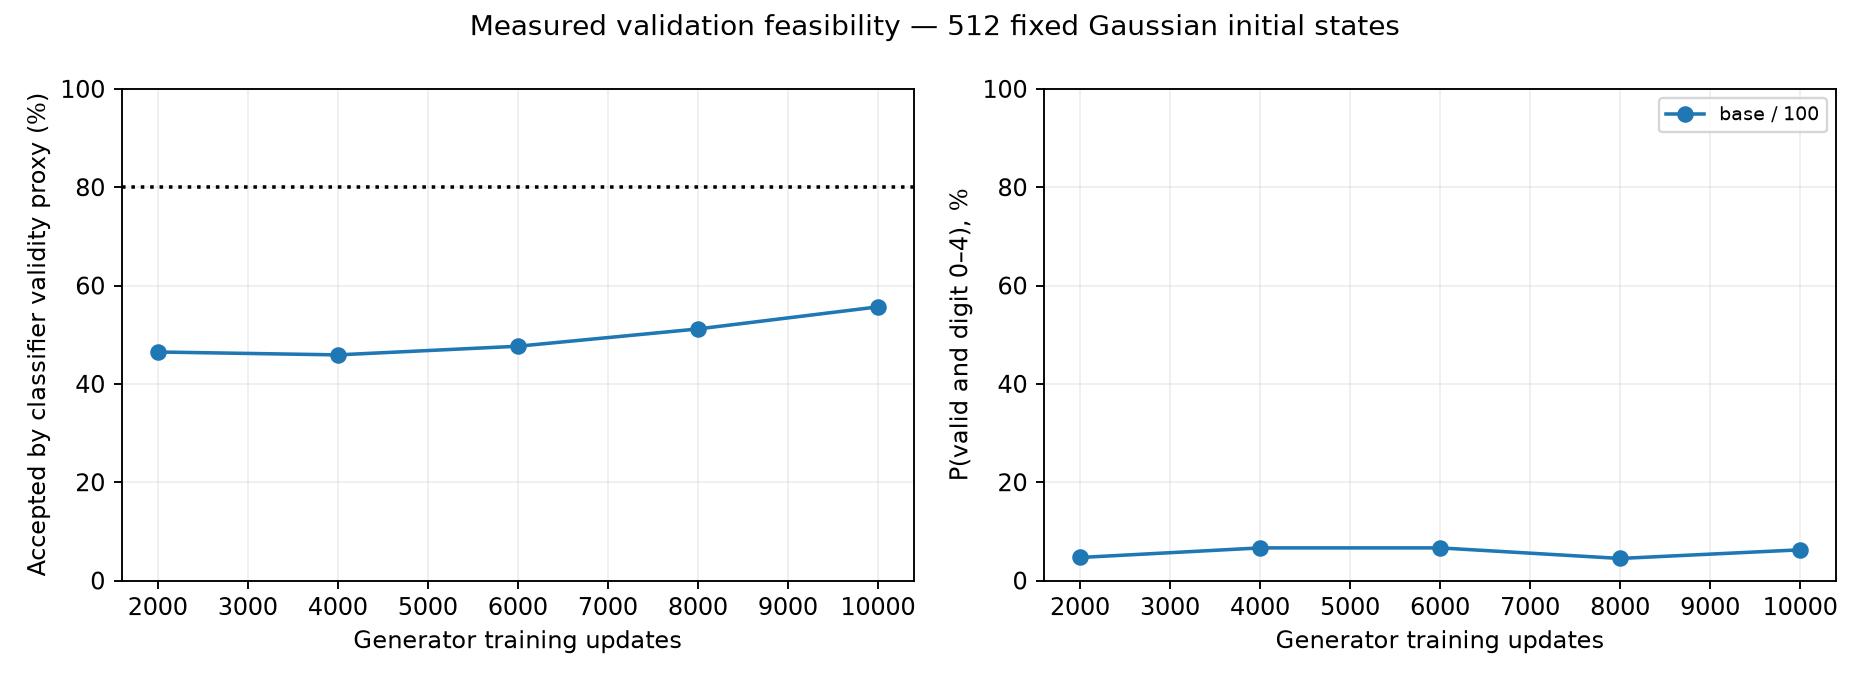 Measured validation feasibility — 512 fixed Gaussian initial states
Accepted by classifier validity proxy (%)
100
80
60
40
20
0
2000 3000 4000 5000 6000 7000 8000 9000 10000
Generator training updates
P(valid and digit 0–4), %
100
80
60
40
20
0
base / 100
2000 3000 4000 5000 6000 7000 8000 9000 10000
Generator training updates